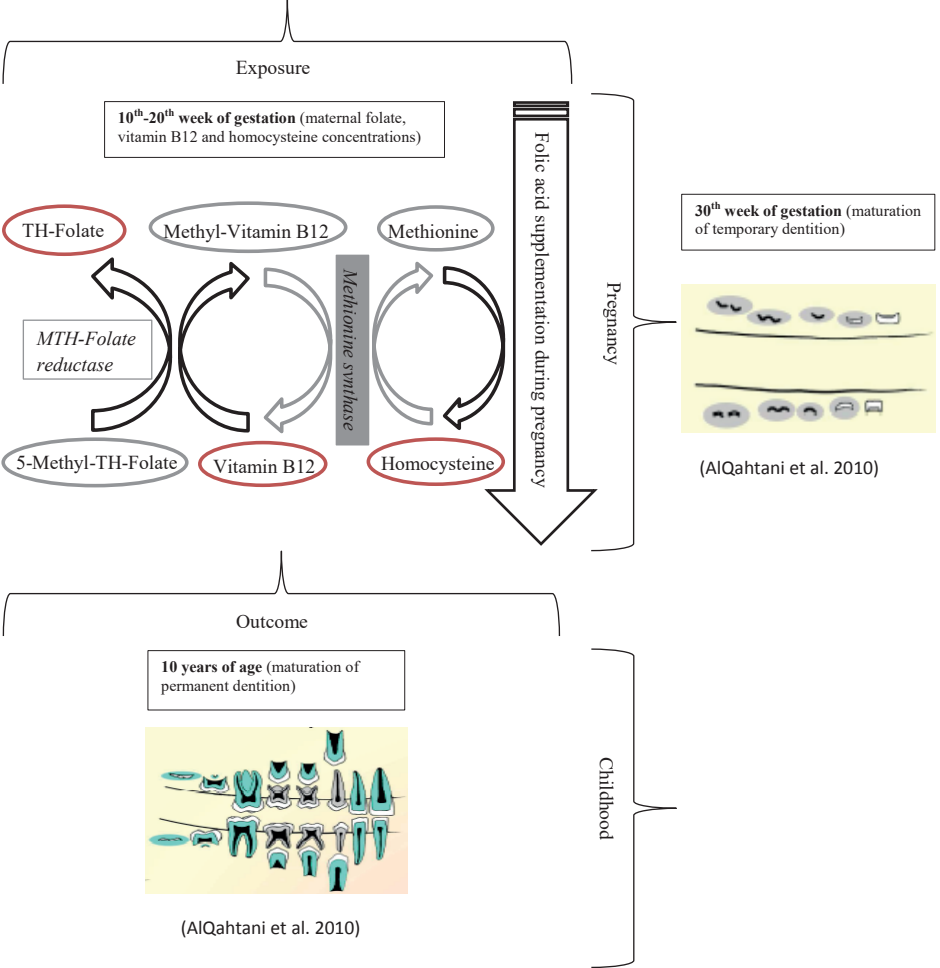 Exposure
10th-20th week of gestation (maternal folate,
vitamin B12 and homocysteine concentrations)
Folic acid supplementation during pregnancy
Pregnancy
30th week of gestation (maturation
of temporary dentition)
TH-Folate
Methyl-Vitamin B12
Methionine
MTH-Folate
reductase
Methionine synthase
5-Methyl-TH-Folate
Vitamin B12
Homocysteine
(AlQahtani et al. 2010)
Outcome
10 years of age (maturation of
permanent dentition)
Childhood
(AlQahtani et al. 2010)